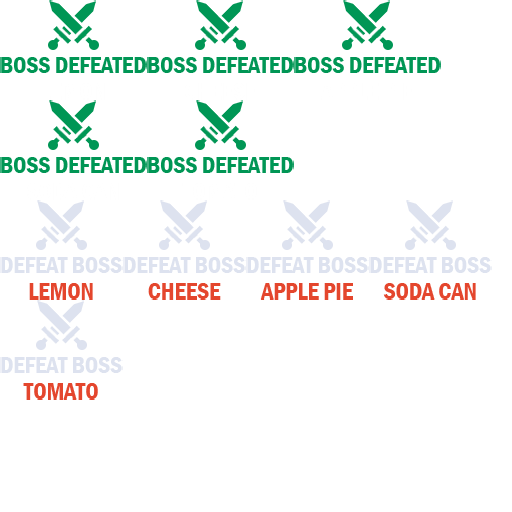 BOSS DEFEATED BOSS DEFEATED BOSS DEFEATED
BOSS DEFEATED BOSS DEFEATED
DEFEAT BOSS DEFEAT BOSS DEFEAT BOSS DEFEAT BOSS
LEMON CHEESE APPLE PIE SODA CAN
DEFEAT BOSS
TOMATO